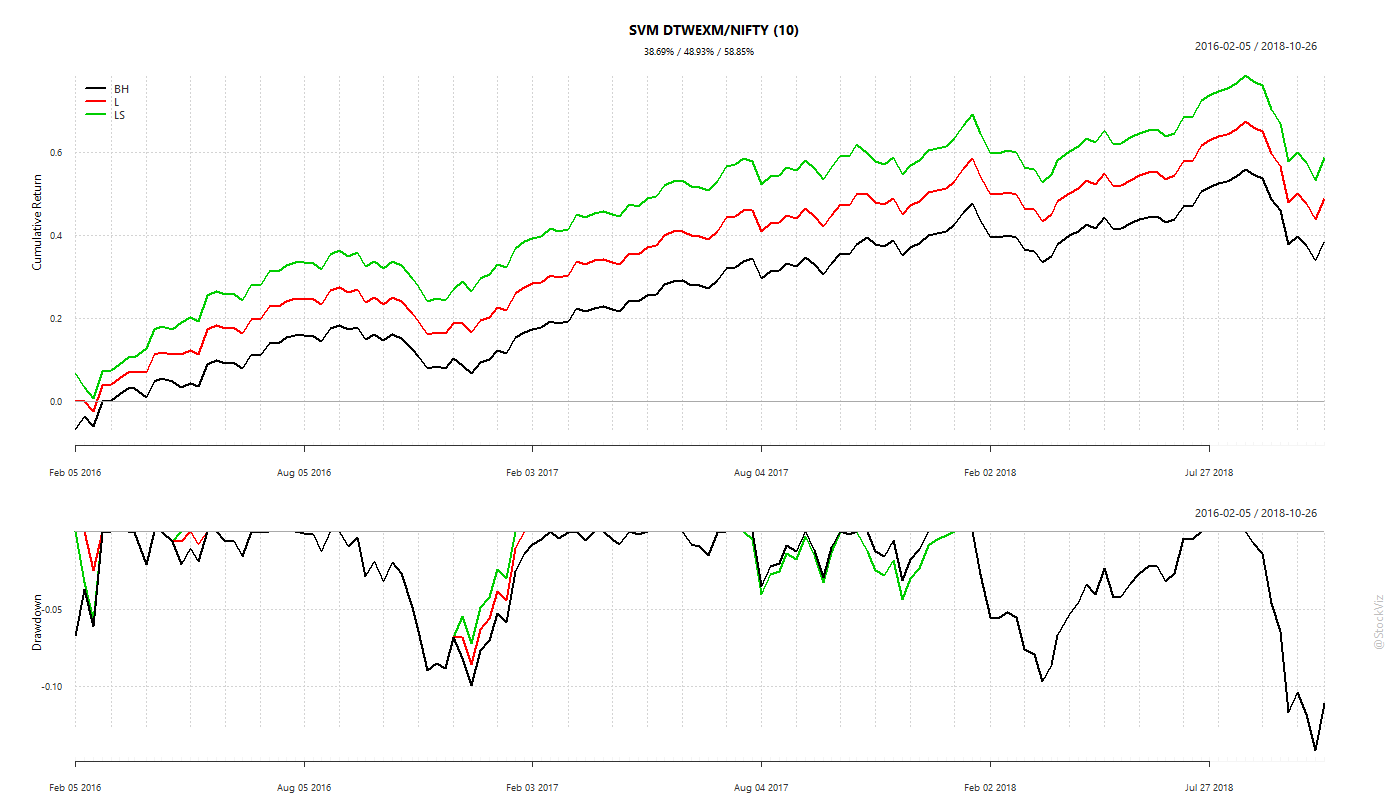 SVM DTWEXM/NIFTY (10)
38.69% / 48.93% / 58.85%
2016-02-05 / 2018-10-26
BH
L
LS
Cumulative Return
0.6
0.4
0.2
0.0
Feb 05 2016 Aug 05 2016 Feb 03 2017 Aug 04 2017 Feb 02 2018 Jul 27 2018
2016-02-05 / 2018-10-26
Drawdown
-0.05
-0.10
Feb 05 2016 Aug 05 2016 Feb 03 2017 Aug 04 2017 Feb 02 2018 Jul 27 2018
@StockViz